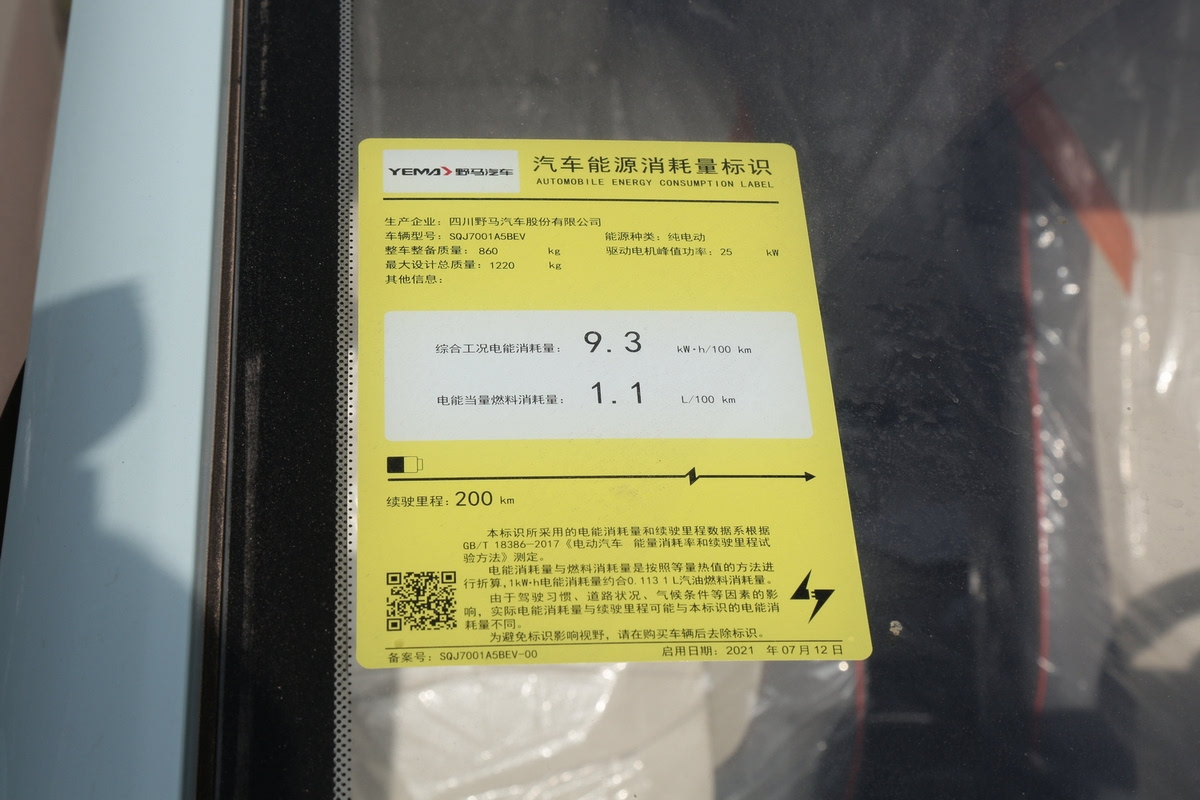 YEMA 野马汽车
汽车能源消耗量标识
AUTOMOBILE ENERGY CONSUMPTION LABEL
生产企业：四川野马汽车股份有限公司
车辆型号：SQJ7001A5BEV 能源种类：纯电动
整车整备质量：860 kg 驱动电机峰值功率：25 kW
最大设计总质量：1220 kg
其他信息：
综合工况电能消耗量：9.3 kW·h/100 km
电能当量燃料消耗量：1.1 L/100 km
续驶里程：200 km
本标识所采用的电能消耗量和续驶里程数据系根据
GB/T 18386-2017《电动汽车 能量消耗率和续驶里程试
验方法》测定。
电能消耗量与燃料消耗量是按照等量热值的方法进
行折算,1kW·h电能消耗量约合0.113 1 L汽油燃料消耗量。
由于驾驶习惯、道路状况、气候条件等因素的影
响，实际电能消耗量与续驶里程可能与本标识的电能消
耗量不同。
为避免标识影响视野，请在购买车辆后去除标识。
备案号：SQJ7001A5BEV-00 启用日期：2021 年07月12日